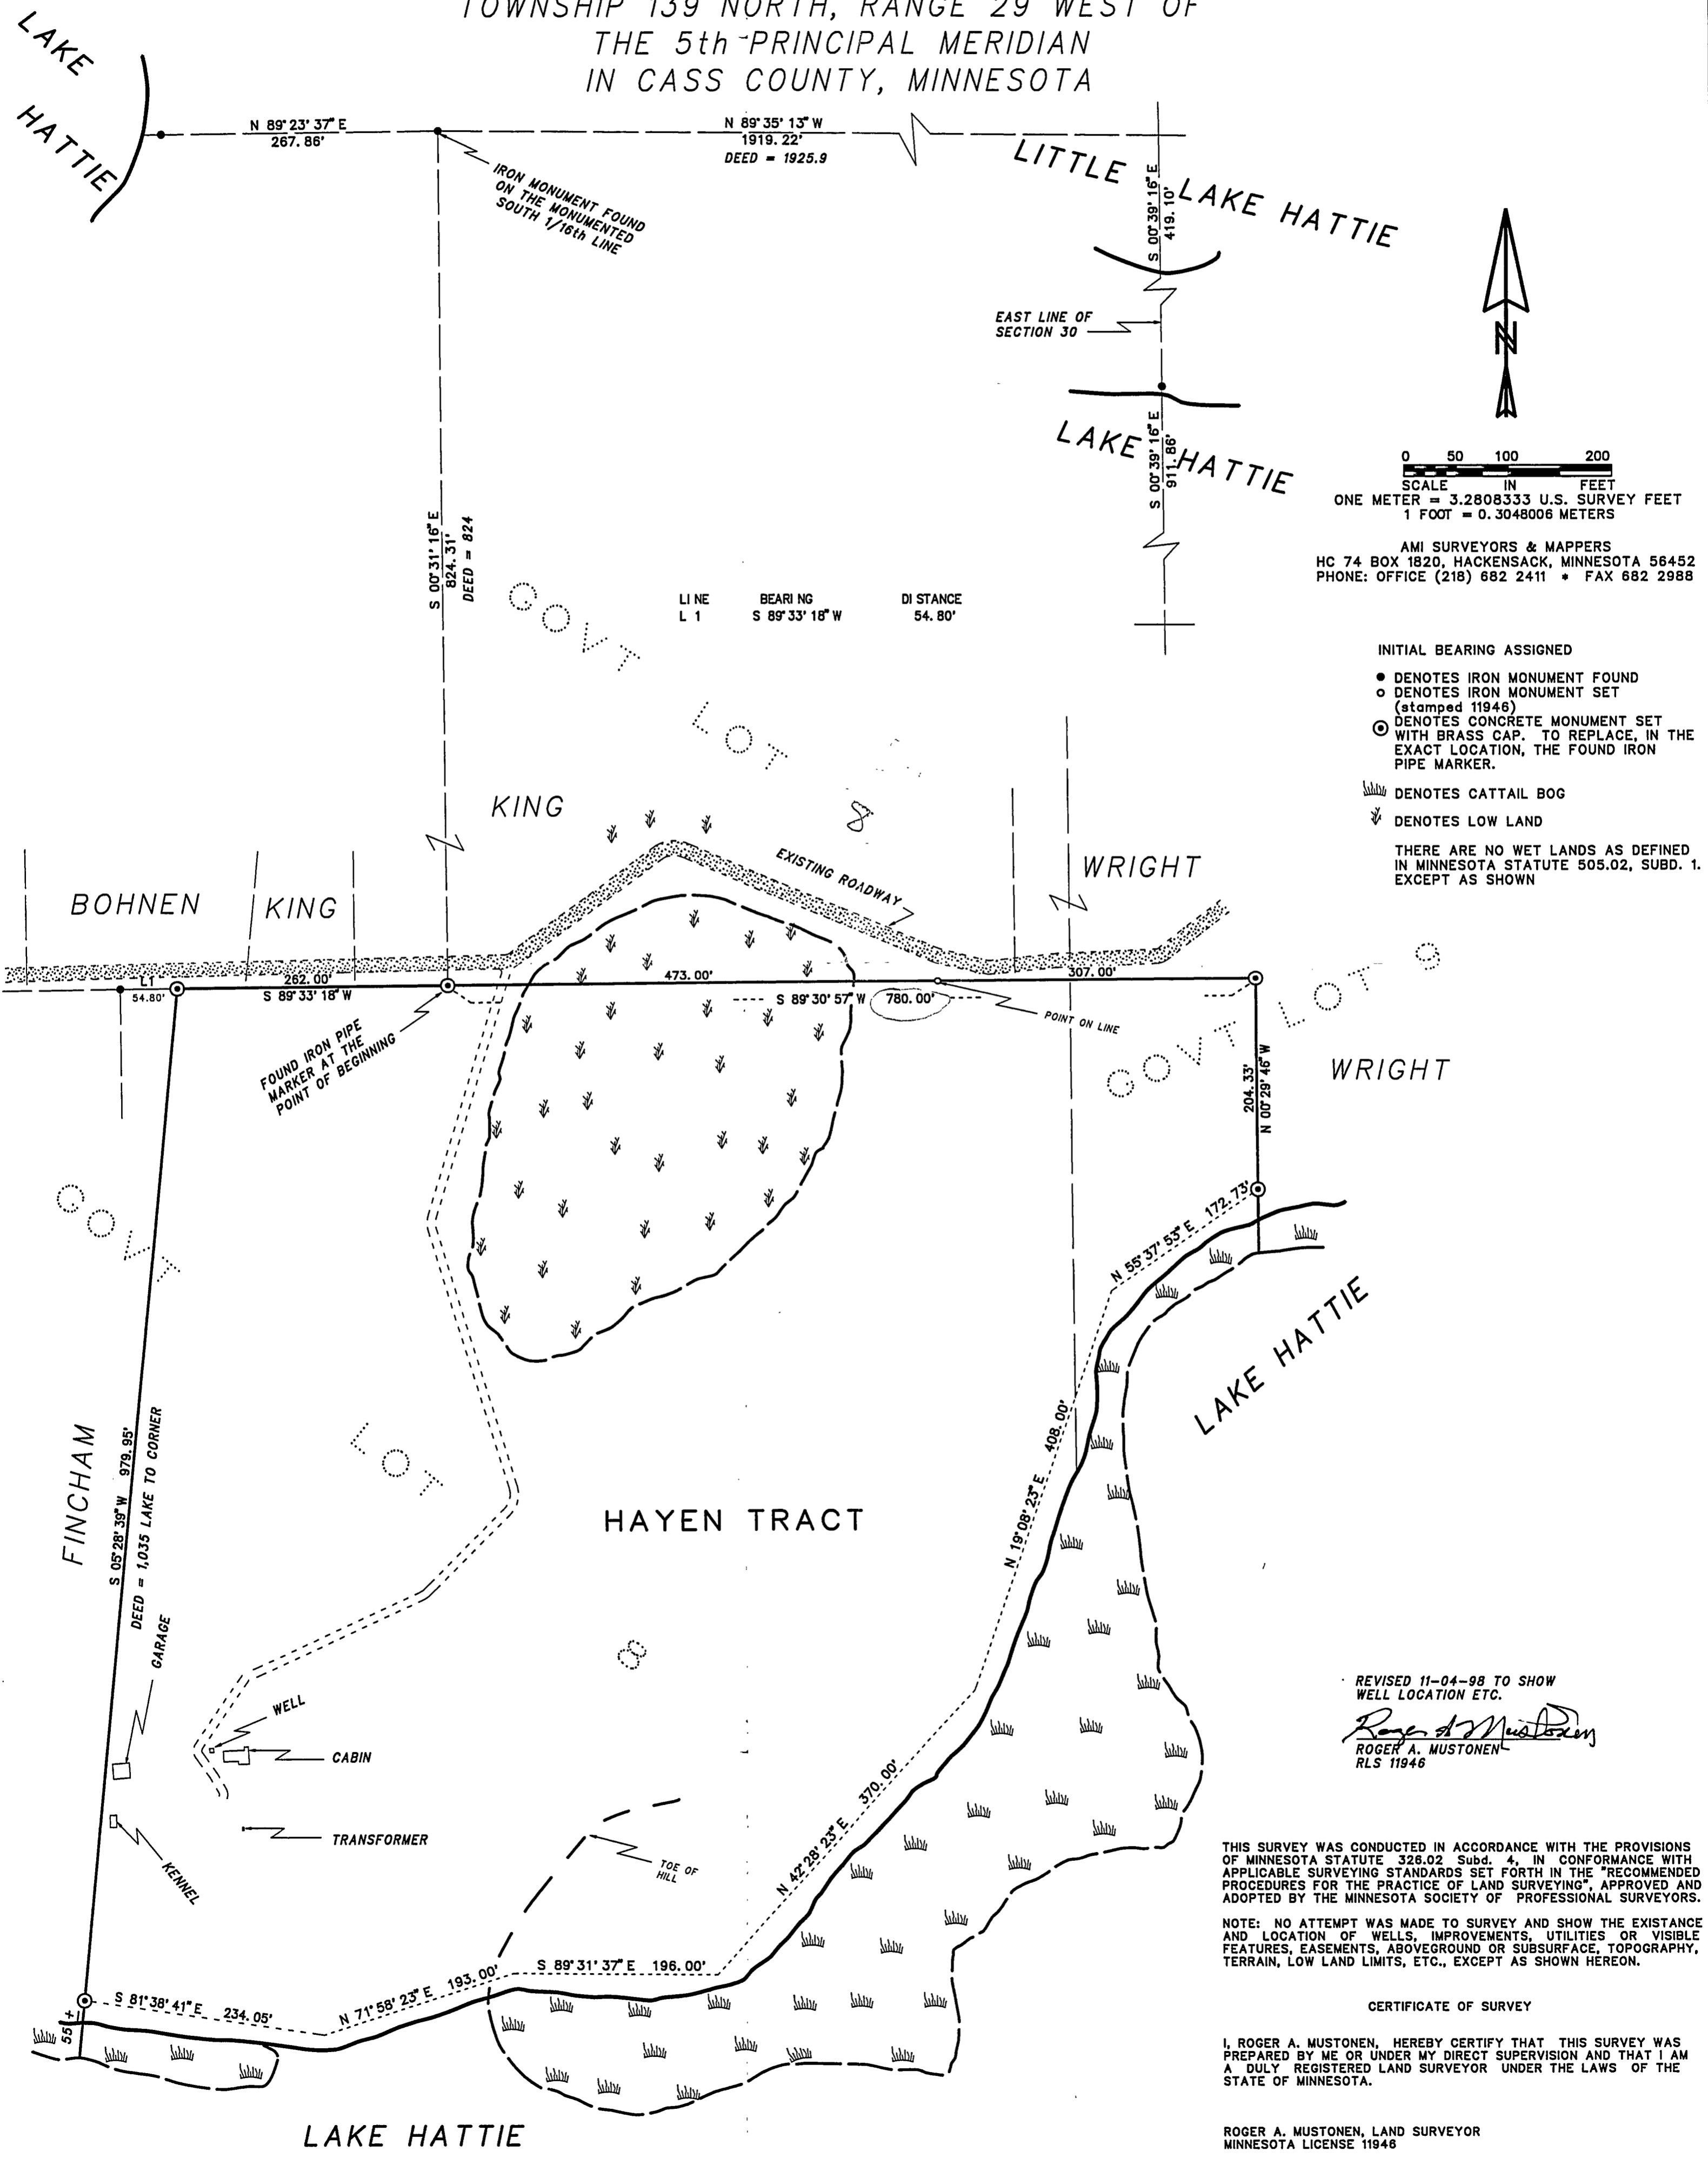 TOWNSHIP 139 NORTH, RANGE 29 WEST OF
THE 5th PRINCIPAL MERIDIAN
IN CASS COUNTY, MINNESOTA
LAKE
HATTIE
N 89°23'37" E
267.86'
N 89°35'13" W
1919.22'
DEED = 1925.9
IRON MONUMENT FOUND
ON THE MONUMENTED
SOUTH 1/16th LINE
LITTLE LAKE HATTIE
S 00°39'16" E
419.10'
EAST LINE OF
SECTION 30
LAKE HATTIE
S 00°39'16" E
911.86'
N
0 50 100 200
SCALE IN FEET
ONE METER = 3.2808333 U.S. SURVEY FEET
1 FOOT = 0.3048006 METERS
AMI SURVEYORS & MAPPERS
HC 74 BOX 1820, HACKENSACK, MINNESOTA 56452
PHONE: OFFICE (218) 682 2411 * FAX 682 2988
S 00°31'16" E
824.31'
DEED = 824
LINE BEARING DISTANCE
L 1 S 89°33'18" W 54.80'
GOVT LOT 8
INITIAL BEARING ASSIGNED
DENOTES IRON MONUMENT FOUND
DENOTES IRON MONUMENT SET
(stamped 11946)
DENOTES CONCRETE MONUMENT SET
WITH BRASS CAP. TO REPLACE, IN THE
EXACT LOCATION, THE FOUND IRON
PIPE MARKER.
DENOTES CATTAIL BOG
DENOTES LOW LAND
THERE ARE NO WET LANDS AS DEFINED
IN MINNESOTA STATUTE 505.02, SUBD. 1.
EXCEPT AS SHOWN
KING
EXISTING ROADWAY
WRIGHT
BOHNEN
KING
L1
54.80'
262.00'
S 89°33'18" W
473.00'
S 89°30'57" W 780.00'
307.00'
POINT ON LINE
FOUND IRON PIPE
MARKER AT THE
POINT OF BEGINNING
GOVT LOT 9
WRIGHT
204.33'
N 00°29'46" W
N 55°37'53" E 172.73'
LAKE HATTIE
GOVT LOT 8
FINCHAM
S 05°28'39" W 979.95'
DEED = 1,035 LAKE TO CORNER
GARAGE
HAYEN TRACT
N 19°08'23" E 408.00'
WELL
CABIN
TRANSFORMER
KENNEL
TOE OF
HILL
N 42°28'23" E 370.00'
S 89°31'37" E 196.00'
N 71°58'23" E 193.00'
S 81°38'41" E 234.05'
55'±
LAKE HATTIE
REVISED 11-04-98 TO SHOW
WELL LOCATION ETC.
Roger A Mustonen
ROGER A. MUSTONEN
RLS 11946
THIS SURVEY WAS CONDUCTED IN ACCORDANCE WITH THE PROVISIONS
OF MINNESOTA STATUTE 326.02 Subd. 4, IN CONFORMANCE WITH
APPLICABLE SURVEYING STANDARDS SET FORTH IN THE "RECOMMENDED
PROCEDURES FOR THE PRACTICE OF LAND SURVEYING", APPROVED AND
ADOPTED BY THE MINNESOTA SOCIETY OF PROFESSIONAL SURVEYORS.
NOTE: NO ATTEMPT WAS MADE TO SURVEY AND SHOW THE EXISTANCE
AND LOCATION OF WELLS, IMPROVEMENTS, UTILITIES OR VISIBLE
FEATURES, EASEMENTS, ABOVEGROUND OR SUBSURFACE, TOPOGRAPHY,
TERRAIN, LOW LAND LIMITS, ETC., EXCEPT AS SHOWN HEREON.
CERTIFICATE OF SURVEY
I, ROGER A. MUSTONEN, HEREBY CERTIFY THAT THIS SURVEY WAS
PREPARED BY ME OR UNDER MY DIRECT SUPERVISION AND THAT I AM
A DULY REGISTERED LAND SURVEYOR UNDER THE LAWS OF THE
STATE OF MINNESOTA.
ROGER A. MUSTONEN, LAND SURVEYOR
MINNESOTA LICENSE 11946